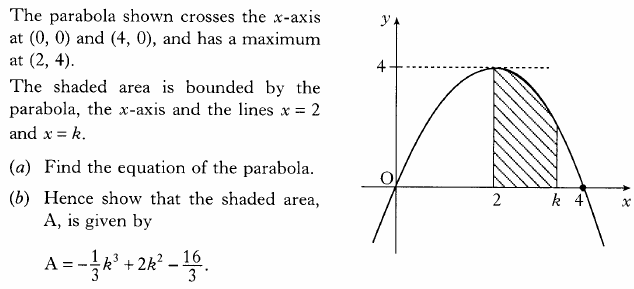 The parabola shown crosses the x-axis
at (0, 0) and (4, 0), and has a maximum
at (2, 4).
The shaded area is bounded by the
parabola, the x-axis and the lines x = 2
and x = k.
(a) Find the equation of the parabola.
(b) Hence show that the shaded area,
A, is given by
A = -1/3 k³ + 2k² - 16/3.
y
4
O
2 k 4 x